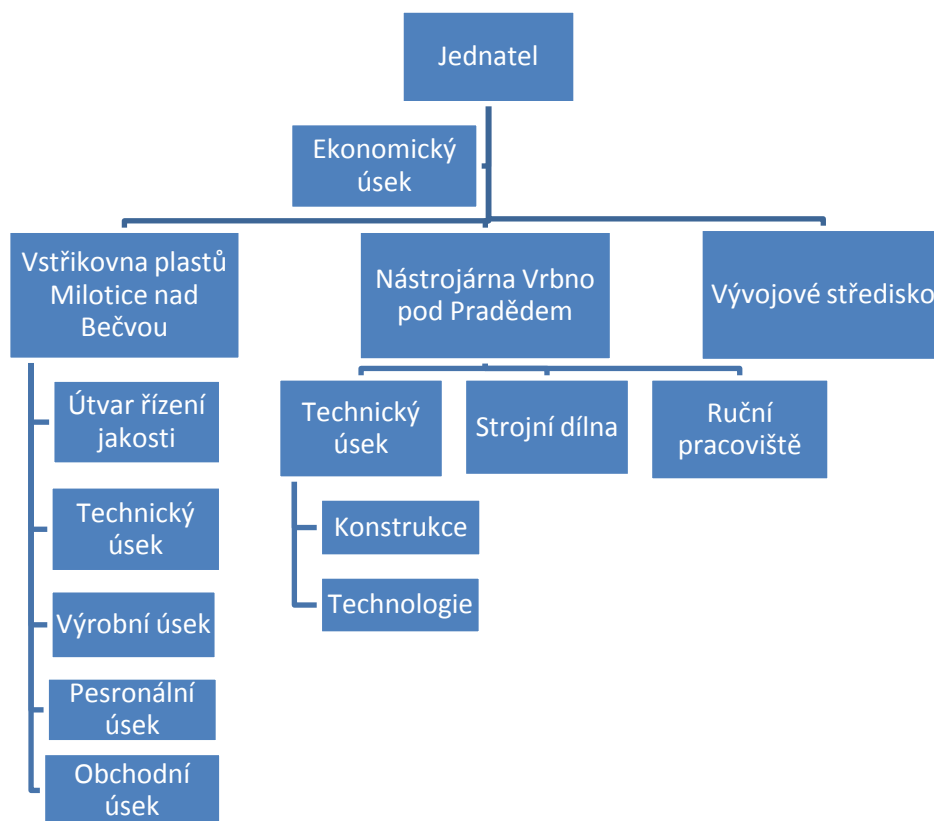 Jednatel
Ekonomický
úsek
Vstřikovna plastů
Milotice nad
Bečvou
Nástrojárna Vrbno
pod Pradědem
Vývojové středisko
Útvar řízení
jakosti
Technický
úsek
Výrobní úsek
Pesronální
úsek
Obchodní
úsek
Technický
úsek
Strojní dílna
Ruční
pracoviště
Konstrukce
Technologie